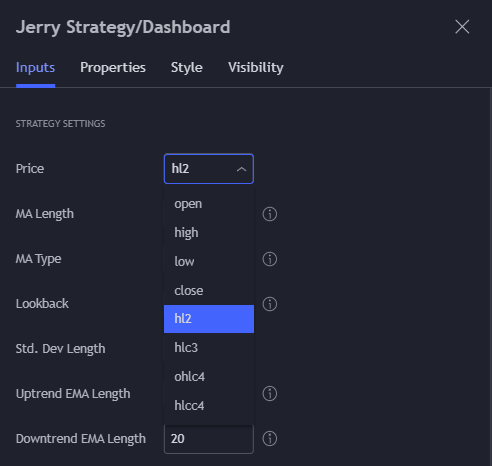 Jerry Strategy/Dashboard
Inputs Properties Style Visibility
STRATEGY SETTINGS
Price hl2
open
MA Length
high
MA Type
low
close
Lookback
hl2
Std. Dev Length
hlc3
ohlc4
Uptrend EMA Length
hlcc4
Downtrend EMA Length 20